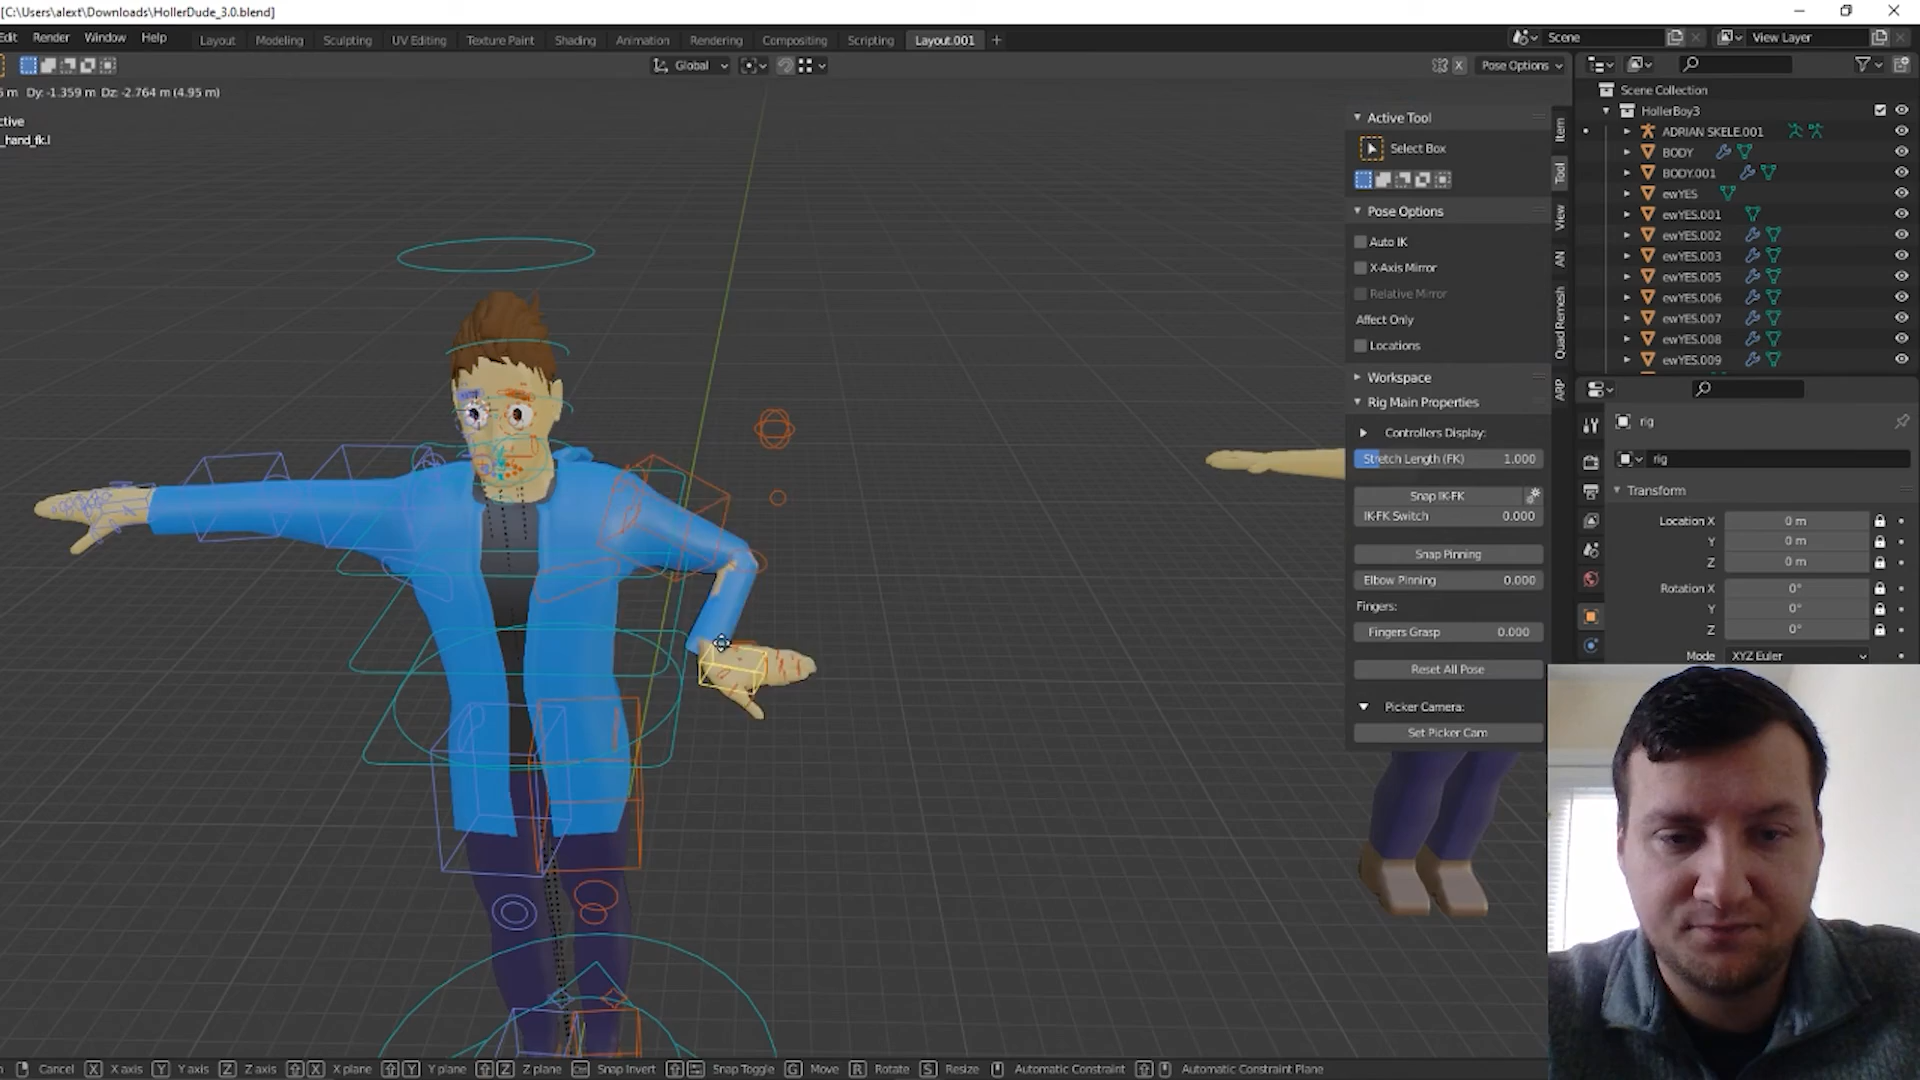 [C:\Users\alext\Downloads\HollerDude_3.0.blend]
Edit Render Window Help Layout Modeling Sculpting UV Editing Texture Paint Shading Animation Rendering Compositing Scripting Layout.001 + Scene View Layer
Global X Pose Options
m Dy: -1.359 m Dz: -2.764 m (4.95 m)
ctive
_hand_fk.l
Active Tool
Select Box
Pose Options
Auto IK
X-Axis Mirror
Relative Mirror
Affect Only
Locations
Workspace
Rig Main Properties
Controllers Display:
Stretch Length (FK) 1.000
Snap IK-FK
IK-FK Switch 0.000
Snap Pinning
Elbow Pinning 0.000
Fingers:
Fingers Grasp 0.000
Reset All Pose
Picker Camera:
Set Picker Cam
Item
Tool
View
AN
Quad Remesh
ARP
Scene Collection
HollerBoy3
ADRIAN SKELE.001
BODY
BODY.001
ewYES
ewYES.001
ewYES.002
ewYES.003
ewYES.005
ewYES.006
ewYES.007
ewYES.008
ewYES.009
rig
rig
Transform
Location X 0 m
Y 0 m
Z 0 m
Rotation X 0°
Y 0°
Z 0°
Mode XYZ Euler
Cancel X X axis Y Y axis Z Z axis X X plane Y Y plane Z Z plane Snap Invert Snap Toggle G Move R Rotate S Resize Automatic Constraint Automatic Constraint Plane